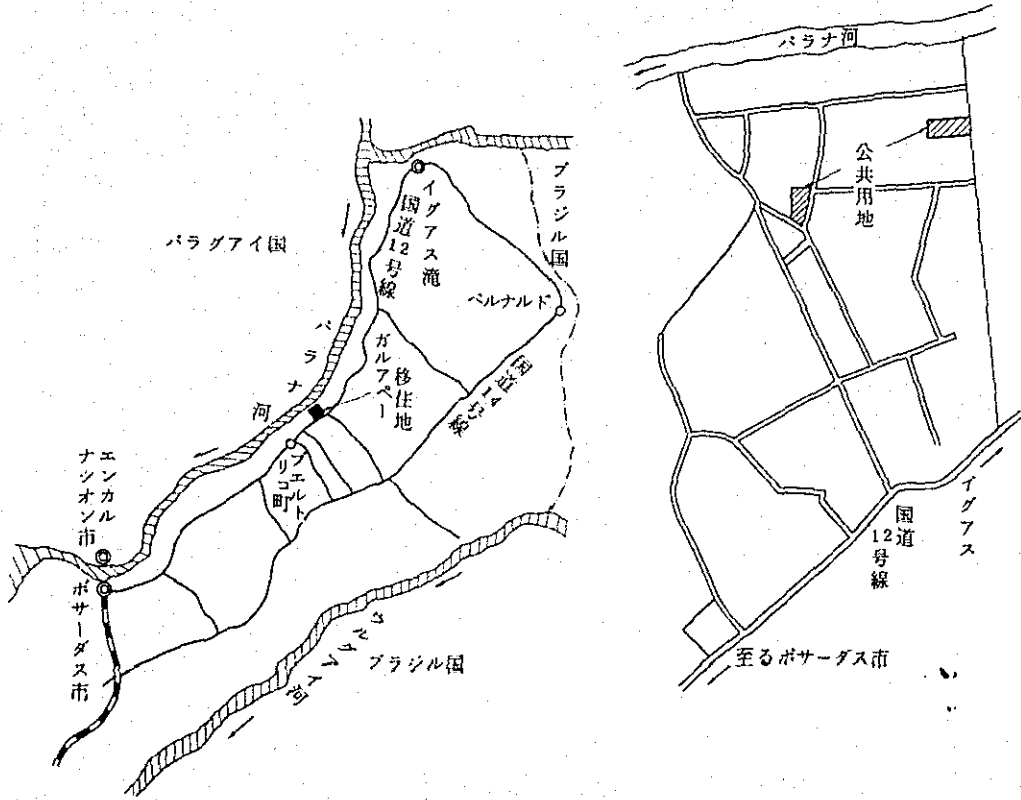 パラグアイ国
パラナ河
イグアス滝
国道12号線
ブラジル国
ベルナルド
国道14号線
ガルアペー
移住地
プエルト
リコ町
エンカル
ナシオン市
ポサーダス市
ウルグアイ河
ブラジル国
パラナ河
公共用地
国道
12号線
イグアス
至るポサーダス市